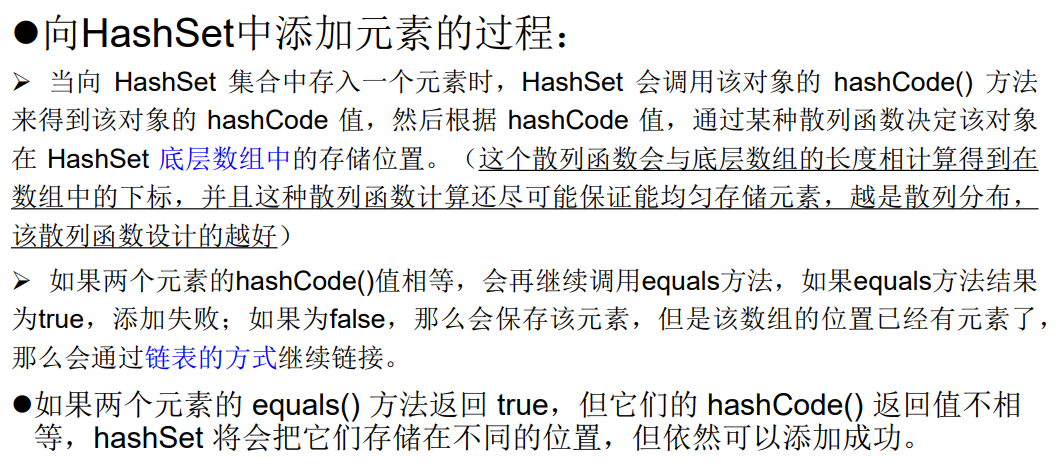 ●向HashSet中添加元素的过程：
➢ 当向 HashSet 集合中存入一个元素时，HashSet 会调用该对象的 hashCode() 方法
来得到该对象的 hashCode 值，然后根据 hashCode 值，通过某种散列函数决定该对象
在 HashSet 底层数组中的存储位置。（这个散列函数会与底层数组的长度相计算得到在
数组中的下标，并且这种散列函数计算还尽可能保证能均匀存储元素，越是散列分布，
该散列函数设计的越好）
➢ 如果两个元素的hashCode()值相等，会再继续调用equals方法，如果equals方法结果
为true，添加失败；如果为false，那么会保存该元素，但是该数组的位置已经有元素了，
那么会通过链表的方式继续链接。
●如果两个元素的 equals() 方法返回 true，但它们的 hashCode() 返回值不相
等，hashSet 将会把它们存储在不同的位置，但依然可以添加成功。